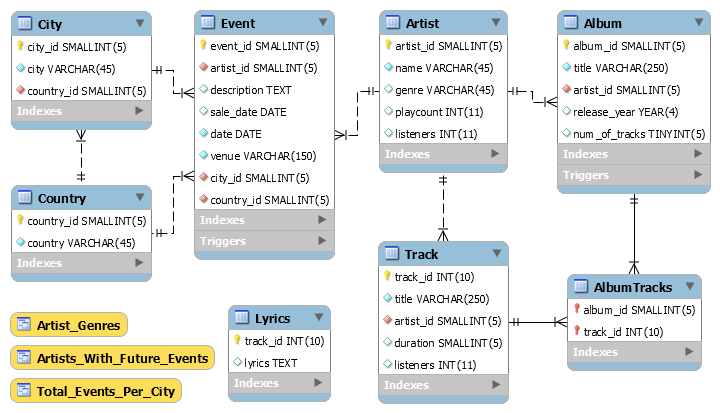 City
city_id SMALLINT(5)
city VARCHAR(45)
country_id SMALLINT(5)
Indexes
Country
country_id SMALLINT(5)
country VARCHAR(45)
Indexes
Event
event_id SMALLINT(5)
artist_id SMALLINT(5)
description TEXT
sale_date DATE
date DATE
venue VARCHAR(150)
city_id SMALLINT(5)
country_id SMALLINT(5)
Indexes
Triggers
Artist
artist_id SMALLINT(5)
name VARCHAR(45)
genre VARCHAR(45)
playcount INT(11)
listeners INT(11)
Indexes
Album
album_id SMALLINT(5)
title VARCHAR(250)
artist_id SMALLINT(5)
release_year YEAR(4)
num_of_tracks TINYINT(5)
Indexes
Triggers
Track
track_id INT(10)
title VARCHAR(250)
artist_id SMALLINT(5)
duration SMALLINT(5)
listeners INT(11)
Indexes
AlbumTracks
album_id SMALLINT(5)
track_id INT(10)
Indexes
Lyrics
track_id INT(10)
lyrics TEXT
Indexes
Artist_Genres
Artists_With_Future_Events
Total_Events_Per_City